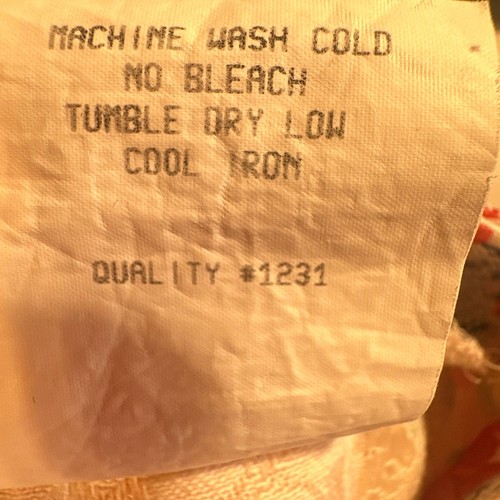 MACHINE WASH COLD
NO BLEACH
TUMBLE DRY LOW
COOL IRON
QUALITY #1231